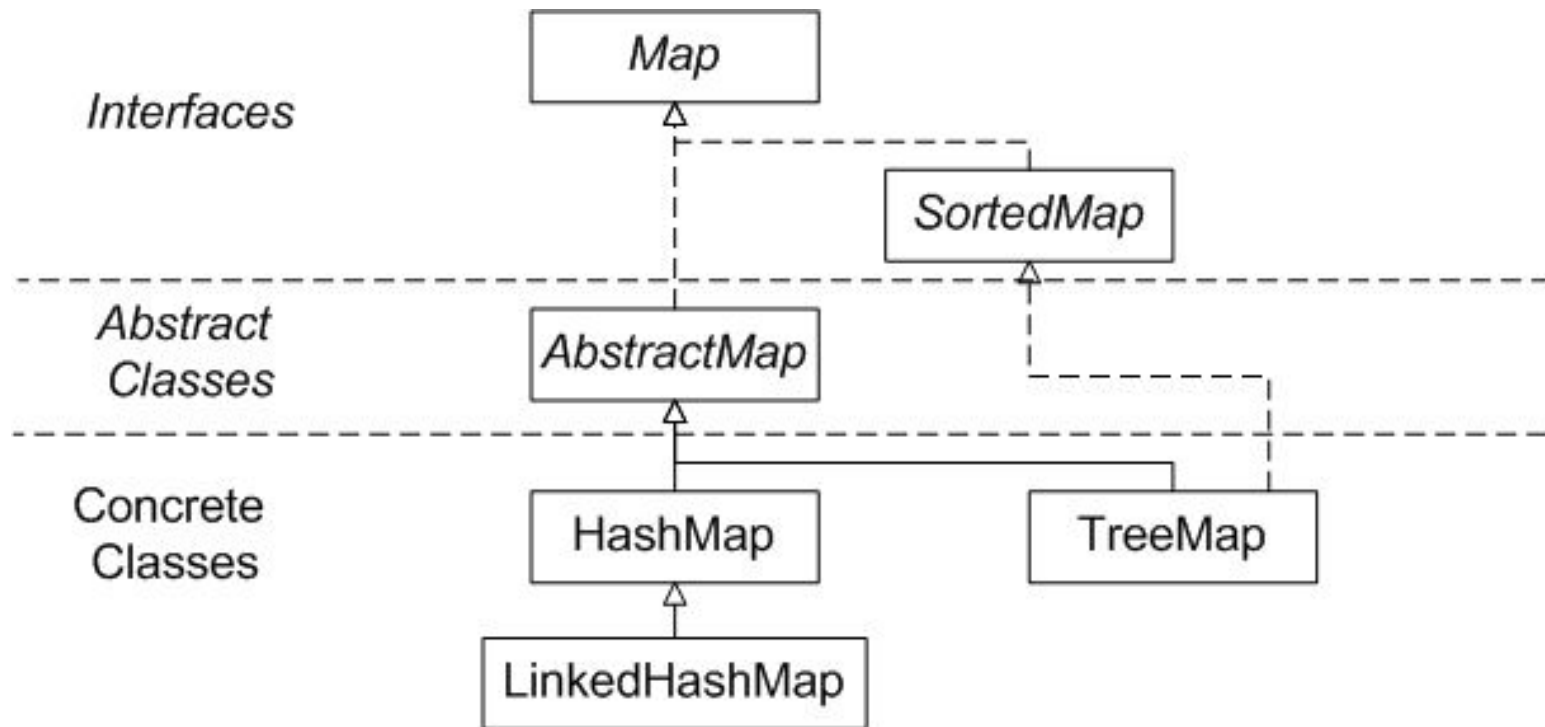 Map
Interfaces
SortedMap
Abstract
Classes
AbstractMap
Concrete
Classes
HashMap
TreeMap
LinkedHashMap